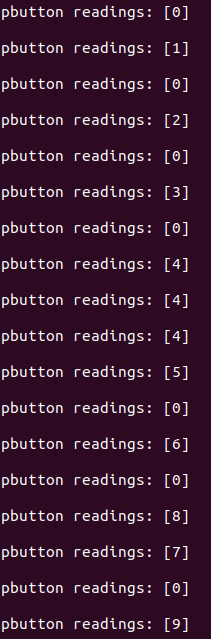 pbutton readings: [0]
pbutton readings: [1]
pbutton readings: [0]
pbutton readings: [2]
pbutton readings: [0]
pbutton readings: [3]
pbutton readings: [0]
pbutton readings: [4]
pbutton readings: [4]
pbutton readings: [4]
pbutton readings: [5]
pbutton readings: [0]
pbutton readings: [6]
pbutton readings: [0]
pbutton readings: [8]
pbutton readings: [7]
pbutton readings: [0]
pbutton readings: [9]